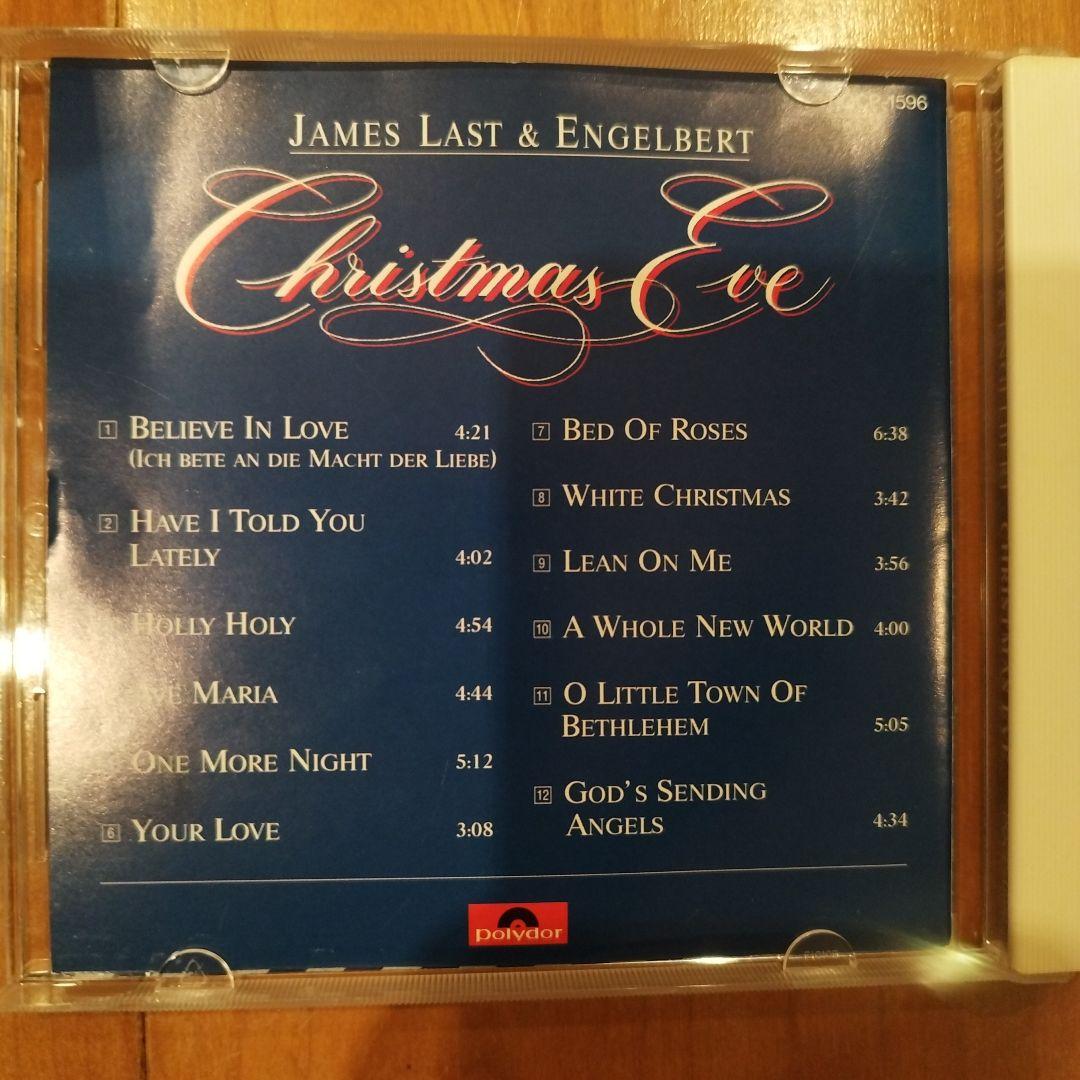 -1596
JAMES LAST & ENGELBERT
Christmas Eve
1 BELIEVE IN LOVE 4:21
(ICH BETE AN DIE MACHT DER LIEBE)
2 HAVE I TOLD YOU
LATELY 4:02
HOLLY HOLY 4:54
MARIA 4:44
ONE MORE NIGHT 5:12
6 YOUR LOVE 3:08
7 BED OF ROSES 6:38
8 WHITE CHRISTMAS 3:42
9 LEAN ON ME 3:56
10 A WHOLE NEW WORLD 4:00
11 O LITTLE TOWN OF
BETHLEHEM 5:05
12 GOD'S SENDING
ANGELS 4:34
polydor